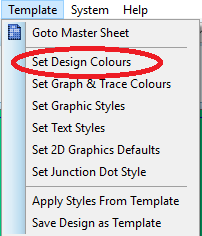 Template System Help
Goto Master Sheet
Set Design Colours
Set Graph & Trace Colours
Set Graphic Styles
Set Text Styles
Set 2D Graphics Defaults
Set Junction Dot Style
Apply Styles From Template
Save Design as Template